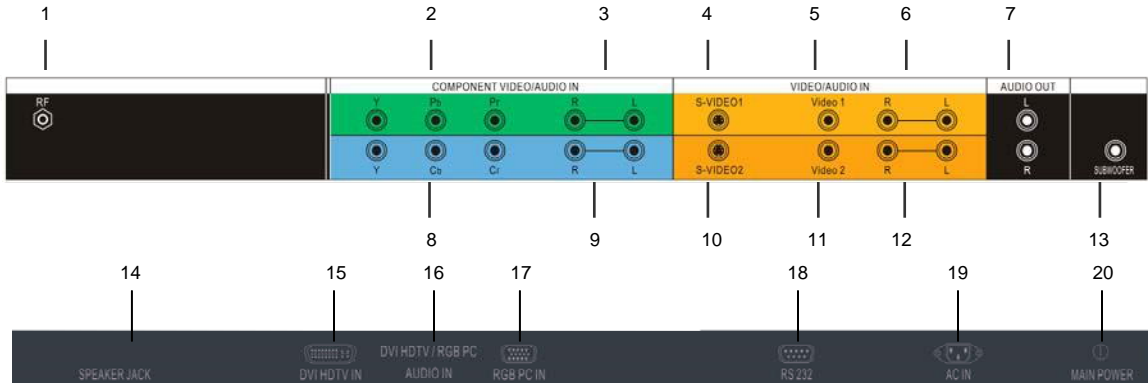 1 2 3 4 5 6 7
COMPONENT VIDEO/AUDIO IN VIDEO/AUDIO IN AUDIO OUT
RF Y Pb Pr R L S-VIDEO1 Video 1 R L L
Y Cb Cr R L S-VIDEO2 Video 2 R L R SUBWOOFER
8 9 10 11 12 13
14 15 16 17 18 19 20
DVI HDTV / RGB PC
SPEAKER JACK DVI HDTV IN AUDIO IN RGB PC IN RS 232 AC IN MAIN POWER